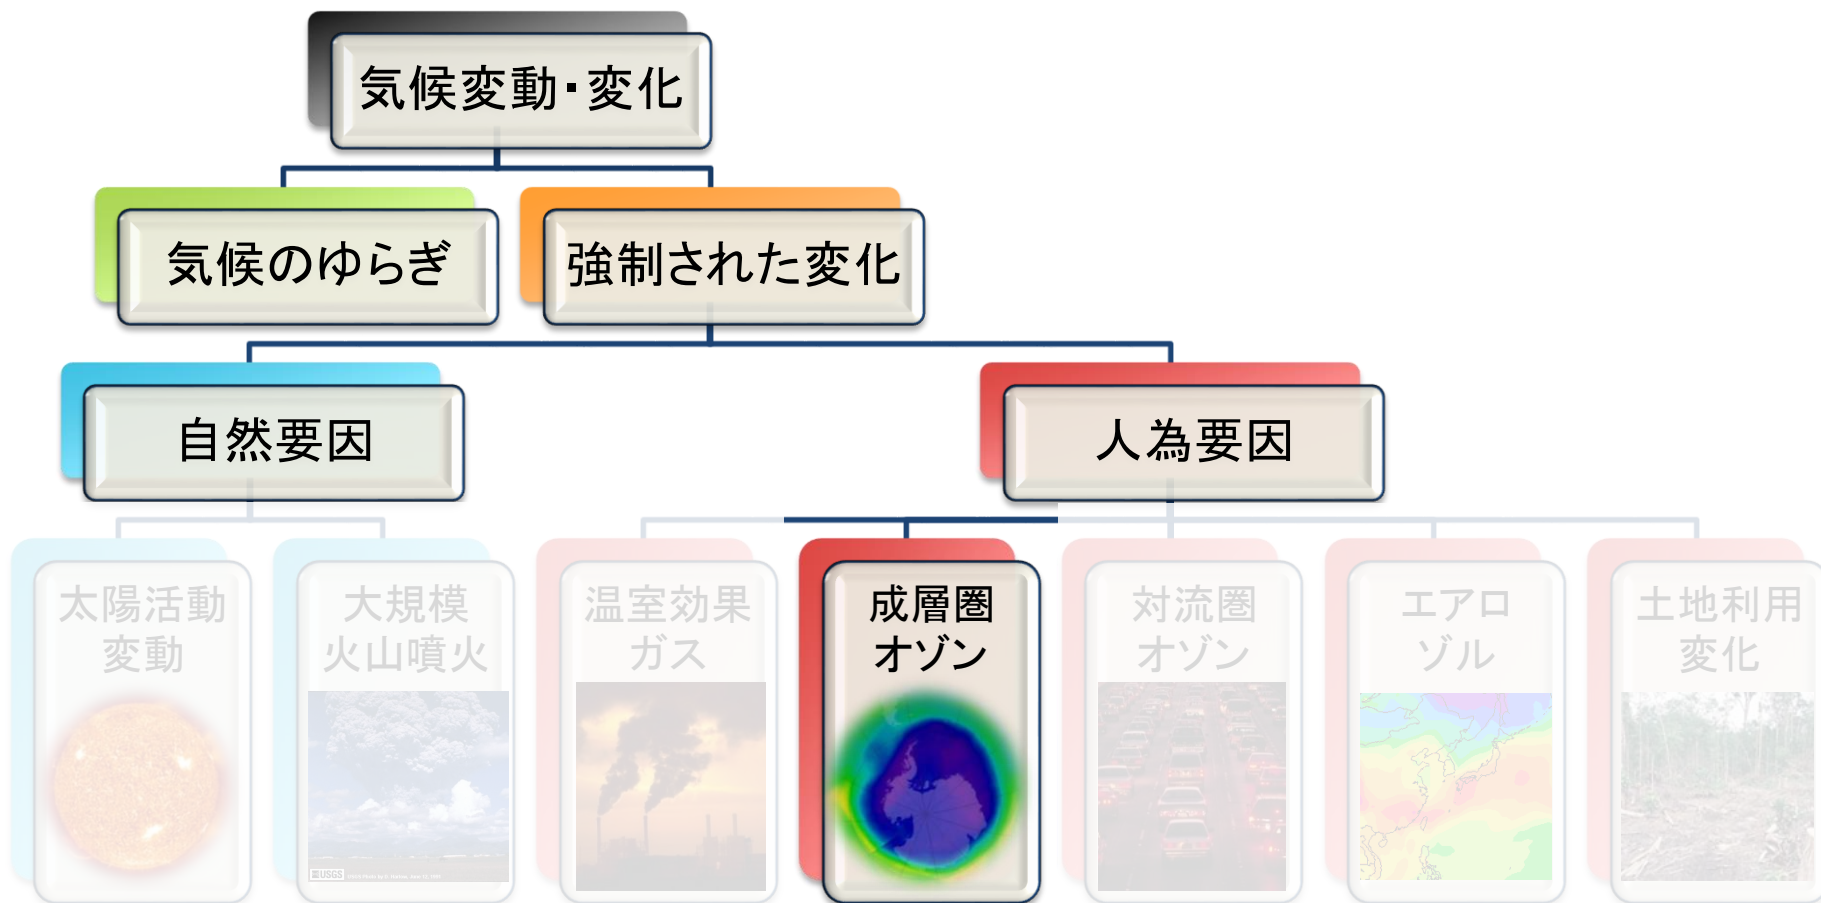 気候変動・変化
気候のゆらぎ
強制された変化
自然要因
人為要因
太陽活動
変動
大規模
火山噴火
温室効果
ガス
成層圏
オゾン
対流圏
オゾン
エアロ
ゾル
土地利用
変化
USGS